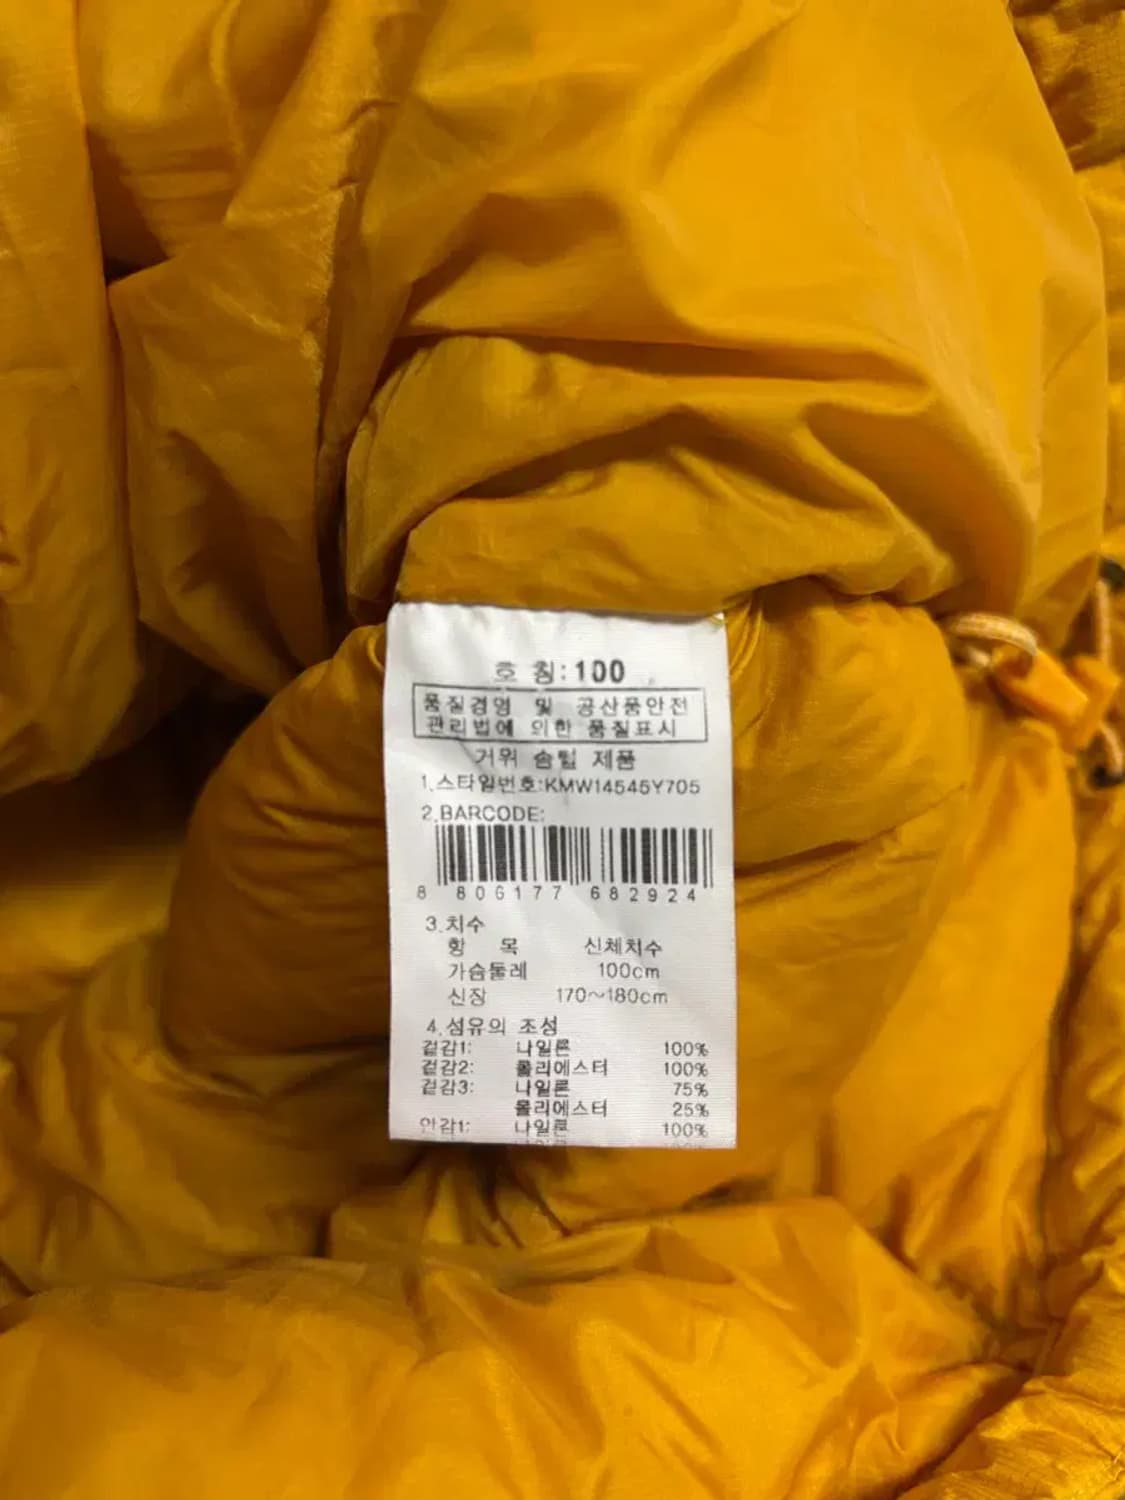 호 칭:100
품질경영 및 공산품안전
관리법에 의한 품질표시
거위 솜털 제품
1.스타일번호:KMW14545Y705
2.BARCODE:
8 806177 682924
3.치수
항 목 신체치수
가슴둘레 100cm
신장 170~180cm
4.섬유의 조성
겉감1: 나일론 100%
겉감2: 폴리에스터 100%
겉감3: 나일론 75%
폴리에스터 25%
안감1: 나일론 100%